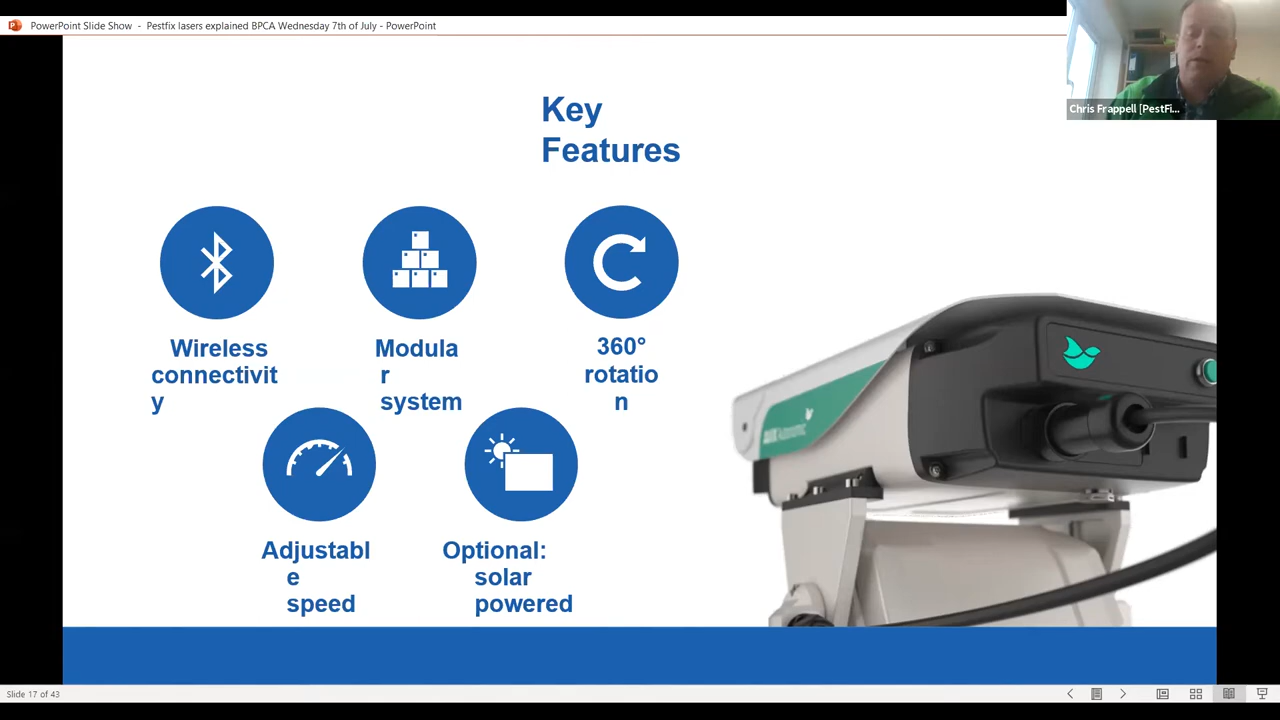 PowerPoint Slide Show - Pestfix lasers explained BPCA Wednesday 7th of July - PowerPoint
Chris Frappell [PestFi...
Key
Features
Wireless
connectivit
y
Modula
r
system
360°
rotatio
n
Adjustabl
e
speed
Optional:
solar
powered
Autonomic
Slide 17 of 43